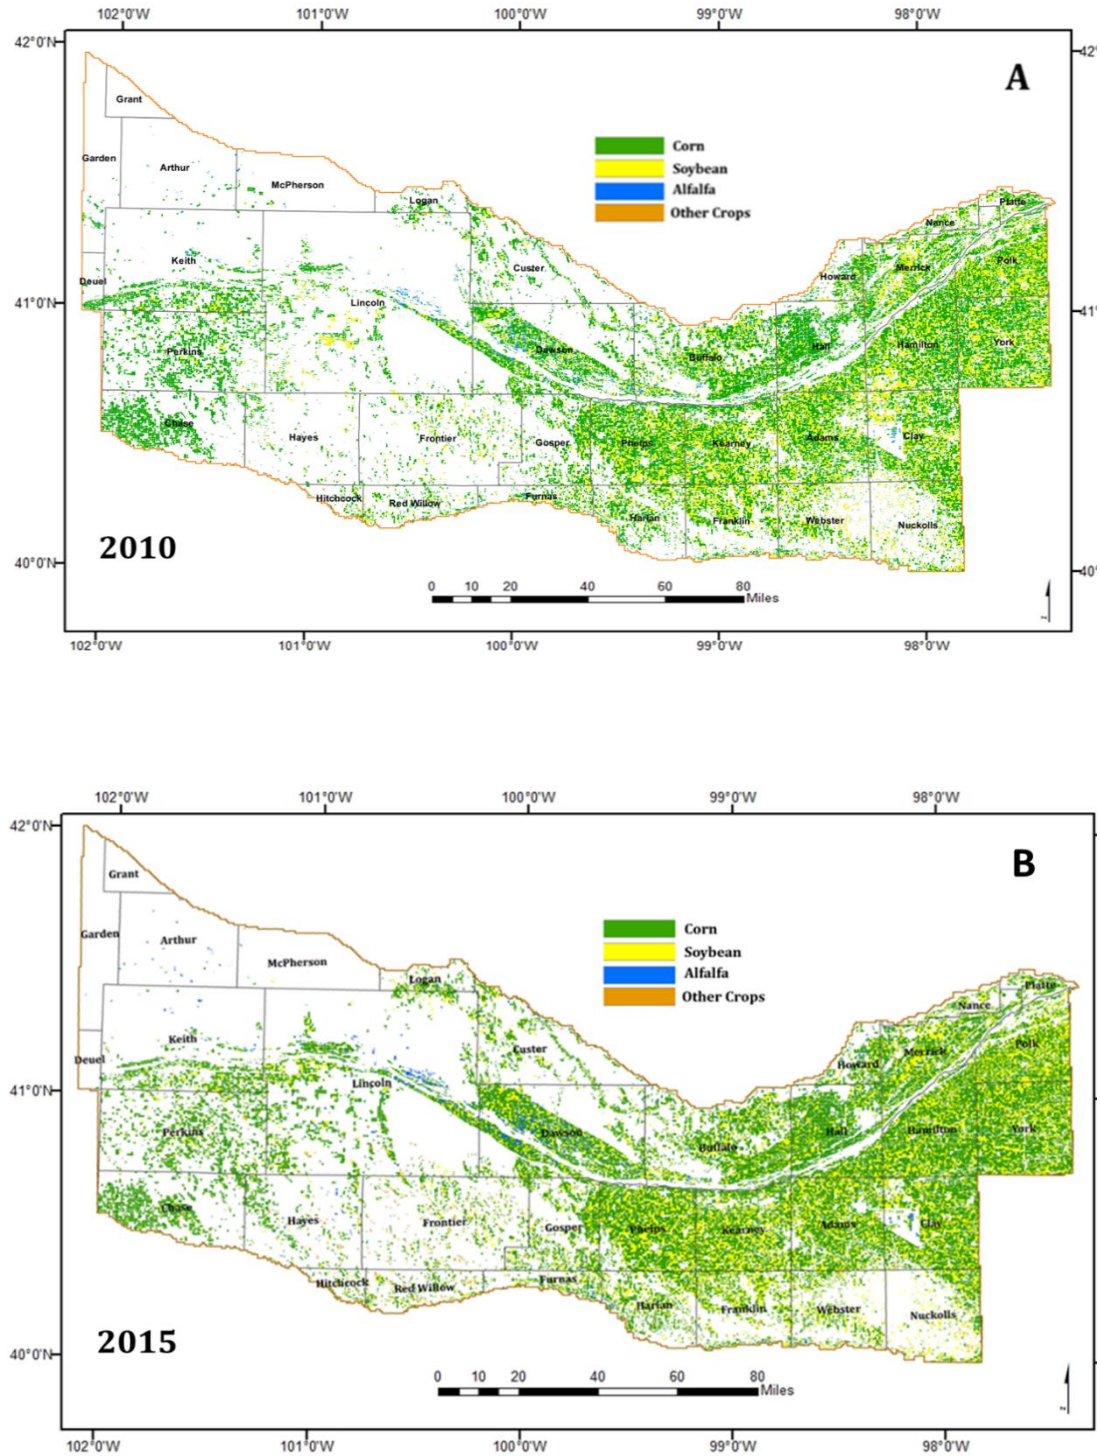 102°0'W 101°0'W 100°0'W 99°0'W 98°0'W
42°0'N
42°
A
Grant
Corn
Soybean
Garden
Arthur
Alfalfa
McPherson
Other Crops
Logan
Platte
Nance
Keith
Custer
Howard
Merrick
Polk
Deuel
41°0'N
Lincoln
41°
Perkins
Dawson
Buffalo
Hall
Hamilton
York
Chase
Hayes
Frontier
Gosper
Phelps
Kearney
Adams
Clay
Hitchcock
Red Willow
Furnas
Harlan
Franklin
Webster
Nuckolls
2010
40°0'N
40°
0 10 20 40 60 80
Miles
N
102°0'W 101°0'W 100°0'W 99°0'W 98°0'W
102°0'W 101°0'W 100°0'W 99°0'W 98°0'W
42°0'N
B
Grant
Corn
Soybean
Garden
Arthur
Alfalfa
McPherson
Other Crops
Logan
Platte
Nance
Keith
Custer
Howard
Merrick
Polk
Deuel
41°0'N
Lincoln
Perkins
Dawson
Buffalo
Hall
Hamilton
York
Chase
Hayes
Frontier
Gosper
Phelps
Kearney
Adams
Clay
Hitchcock
Red Willow
Furnas
Harlan
Franklin
Webster
Nuckolls
2015
40°0'N
0 10 20 40 60 80
Miles
N
102°0'W 101°0'W 100°0'W 99°0'W 98°0'W